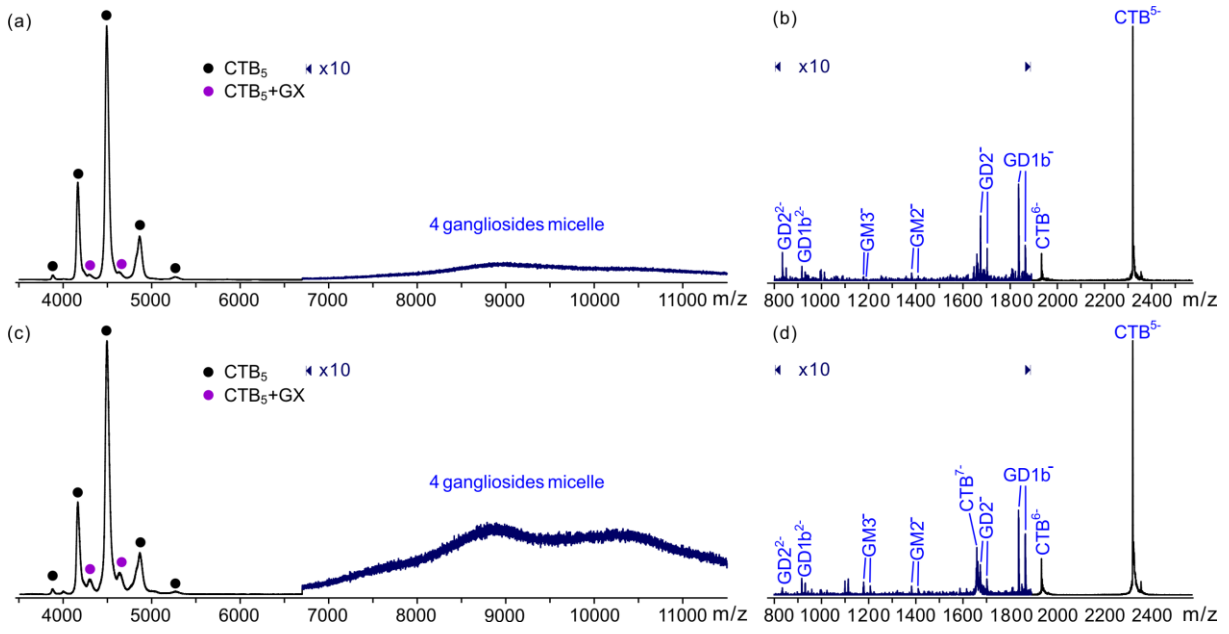 (a)
CTB₅
CTB₅+GX
x10
4 gangliosides micelle
4000 5000 6000 7000 8000 9000 10000 11000 m/z
(b)
CTB⁵⁻
x10
GD2²⁻
GD1b²⁻
GM3⁻
GM2⁻
GD2⁻
GD1b⁻
CTB⁶⁻
800 1000 1200 1400 1600 1800 2000 2200 2400 m/z
(c)
CTB₅
CTB₅+GX
x10
4 gangliosides micelle
4000 5000 6000 7000 8000 9000 10000 11000 m/z
(d)
CTB⁵⁻
x10
GD2²⁻
GD1b²⁻
GM3⁻
GM2⁻
CTB⁷⁻
GD2⁻
GD1b⁻
CTB⁶⁻
800 1000 1200 1400 1600 1800 2000 2200 2400 m/z